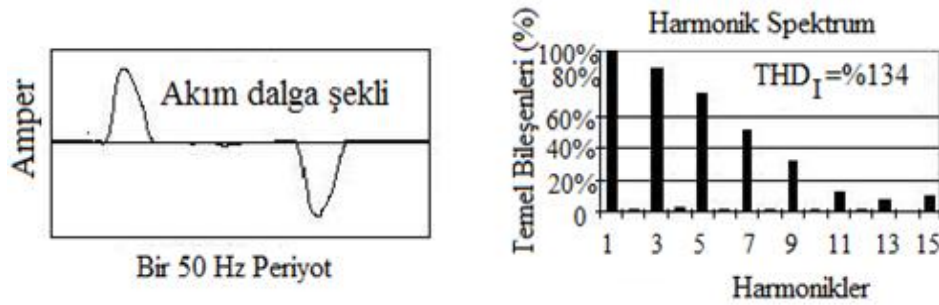 Amper
Akım dalga şekli
Bir 50 Hz Periyot
Harmonik Spektrum
Temel Bileşenleri (%)
100%
80%
60%
40%
20%
0
THD_I=%134
1 3 5 7 9 11 13 15
Harmonikler